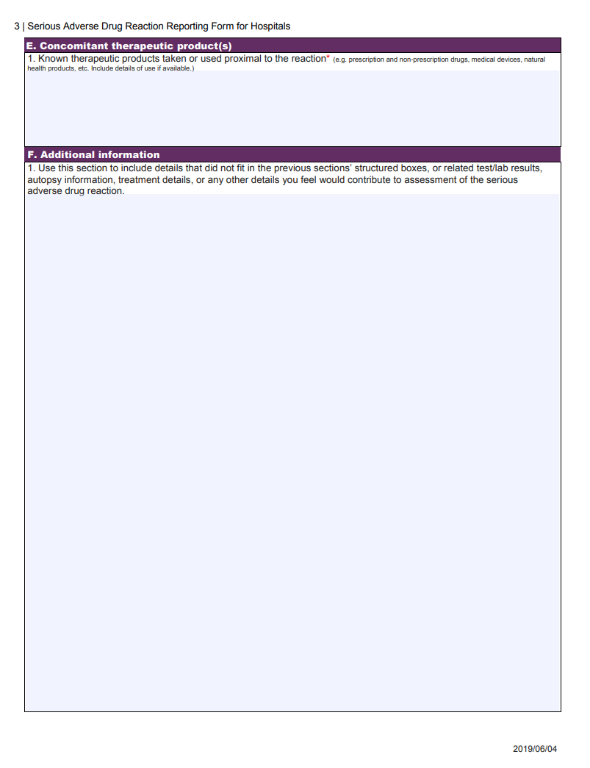 3 | Serious Adverse Drug Reaction Reporting Form for Hospitals
E. Concomitant therapeutic product(s)
1. Known therapeutic products taken or used proximal to the reaction* (e.g. prescription and non-prescription drugs, medical devices, natural
health products, etc. Include details of use if available.)
F. Additional information
1. Use this section to include details that did not fit in the previous sections' structured boxes, or related test/lab results,
autopsy information, treatment details, or any other details you feel would contribute to assessment of the serious
adverse drug reaction.
2019/06/04